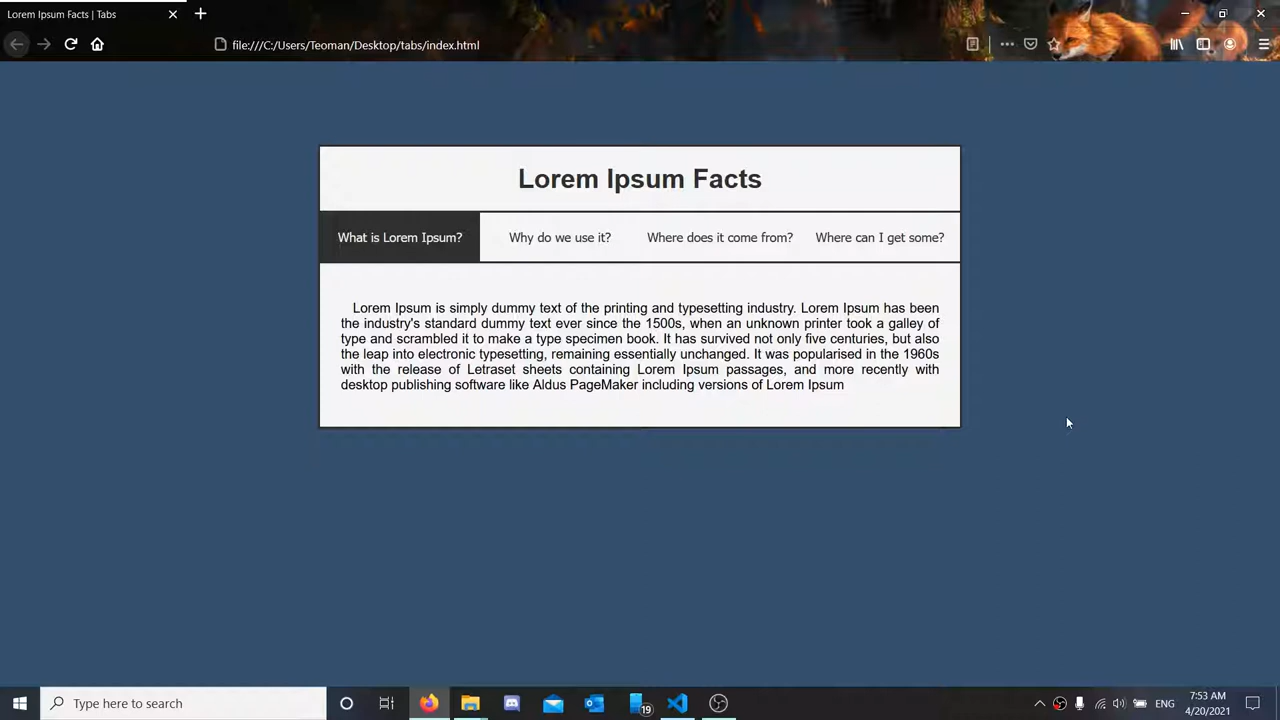 Lorem Ipsum Facts | Tabs
file:///C:/Users/Teoman/Desktop/tabs/index.html
Lorem Ipsum Facts
What is Lorem Ipsum? Why do we use it? Where does it come from? Where can I get some?
Lorem Ipsum is simply dummy text of the printing and typesetting industry. Lorem Ipsum has been
the industry's standard dummy text ever since the 1500s, when an unknown printer took a galley of
type and scrambled it to make a type specimen book. It has survived not only five centuries, but also
the leap into electronic typesetting, remaining essentially unchanged. It was popularised in the 1960s
with the release of Letraset sheets containing Lorem Ipsum passages, and more recently with
desktop publishing software like Aldus PageMaker including versions of Lorem Ipsum
Type here to search
19
ENG
7:53 AM
4/20/2021